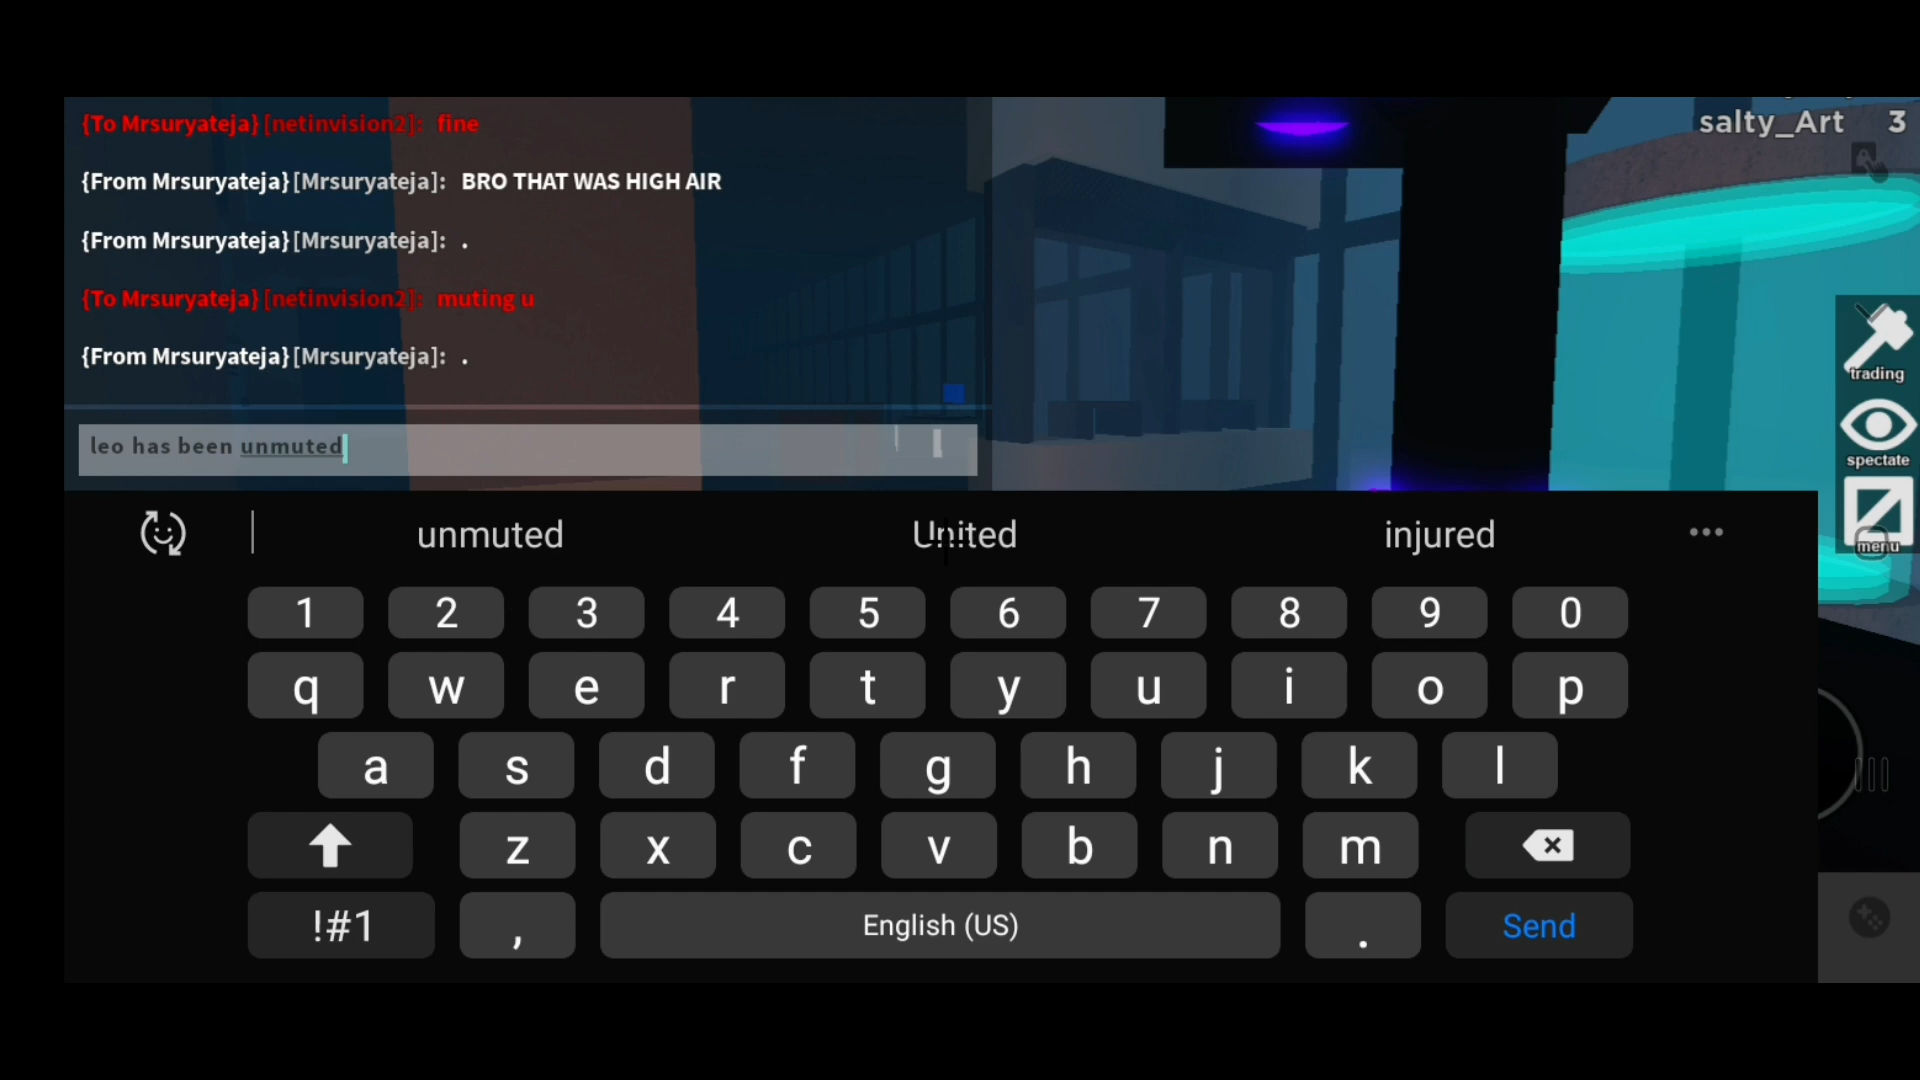 {To Mrsuryateja}[netinvision2]: fine
{From Mrsuryateja}[Mrsuryateja]: BRO THAT WAS HIGH AIR
{From Mrsuryateja}[Mrsuryateja]: .
{To Mrsuryateja}[netinvision2]: muting u
{From Mrsuryateja}[Mrsuryateja]: .
leo has been unmuted
salty_Art 3
trading
spectate
menu
unmuted United injured
1 2 3 4 5 6 7 8 9 0
q w e r t y u i o p
a s d f g h j k l
z x c v b n m
!#1 , English (US) . Send